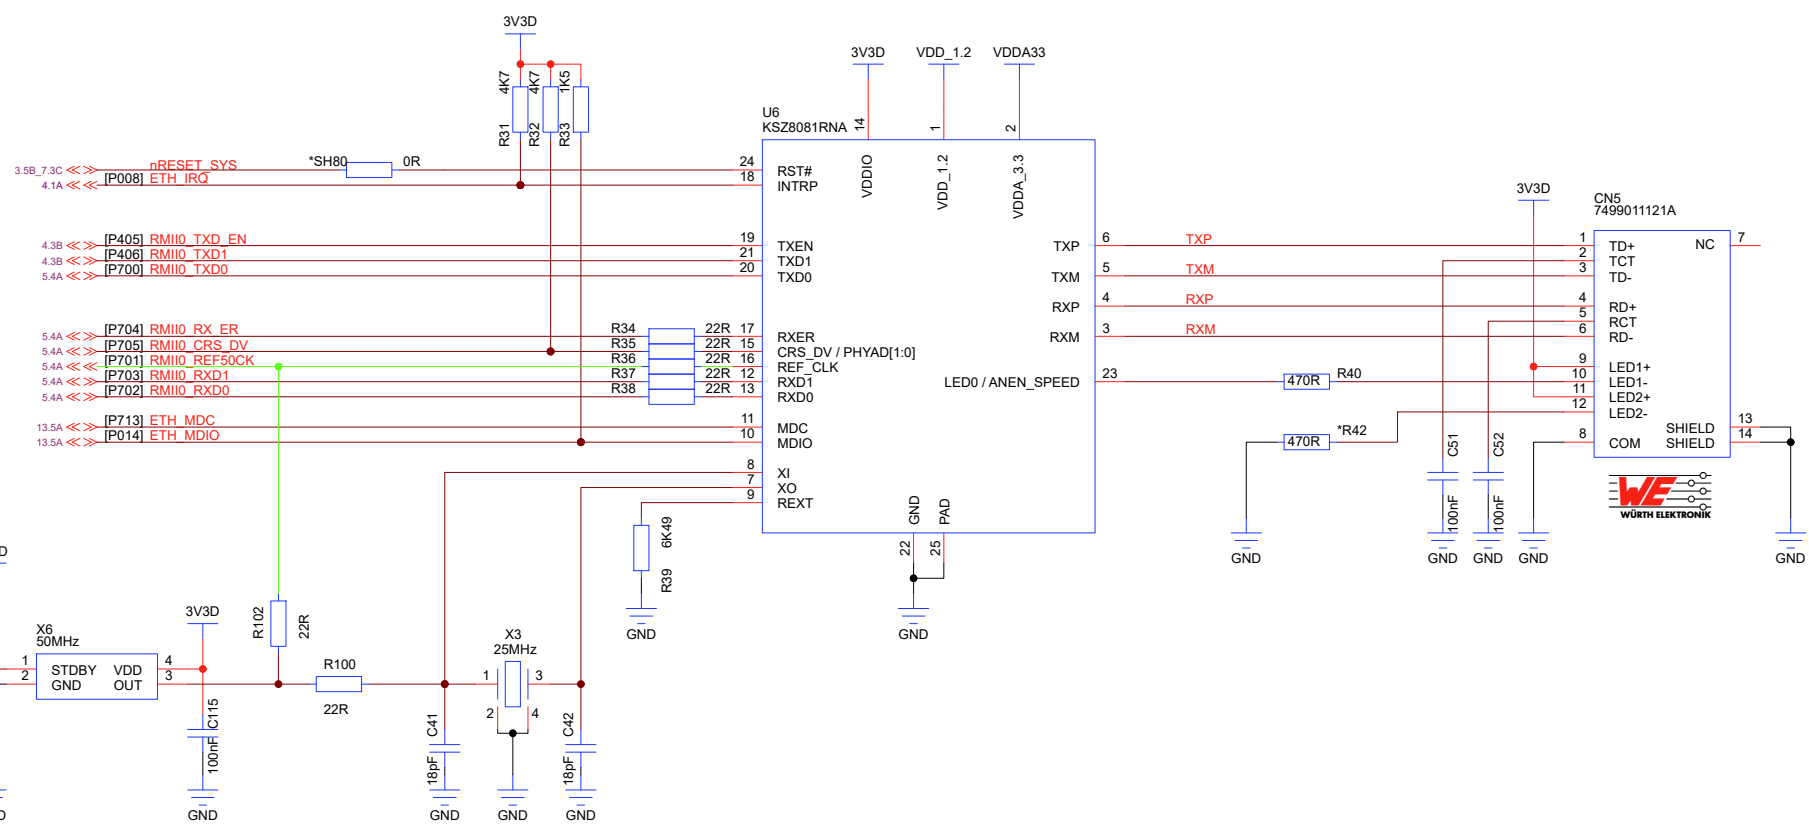 3V3D
4K7
4K7
1K5
R31
R32
R33
3V3D
VDD_1.2
VDDA33
U6
KSZ8081RNA
14
1
2
VDDIO
VDD_1.2
VDDA_3.3
3.5B_7.3C
nRESET_SYS
*SH80
0R
24
RST#
4.1A
[P008]
ETH_IRQ
18
INTRP
4.3B
[P405]
RMII0_TXD_EN
19
TXEN
4.3B
[P406]
RMII0_TXD1
21
TXD1
5.4A
[P700]
RMII0_TXD0
20
TXD0
5.4A
[P704]
RMII0_RX_ER
R34
22R
17
RXER
5.4A
[P705]
RMII0_CRS_DV
R35
22R
15
CRS_DV / PHYAD[1:0]
5.4A
[P701]
RMII0_REF50CK
R36
22R
16
REF_CLK
5.4A
[P703]
RMII0_RXD1
R37
22R
12
RXD1
5.4A
[P702]
RMII0_RXD0
R38
22R
13
RXD0
13.5A
[P713]
ETH_MDC
11
MDC
13.5A
[P014]
ETH_MDIO
10
MDIO
8
XI
7
XO
9
REXT
6K49
R39
GND
GND
PAD
22
25
GND
TXP
6
TXP
TXM
5
TXM
RXP
4
RXP
RXM
3
RXM
LED0 / ANEN_SPEED
23
470R
R40
470R
*R42
GND
C51
100nF
GND
C52
100nF
GND
3V3D
GND
CN5
7499011121A
1
TD+
2
TCT
3
TD-
4
RD+
5
RCT
6
RD-
9
LED1+
10
LED1-
11
LED2+
12
LED2-
8
COM
NC
7
SHIELD
13
SHIELD
14
GND
WE
WÜRTH ELEKTRONIK
D
X6
50MHz
1
STDBY
2
GND
VDD
4
OUT
3
3V3D
C115
100nF
GND
R102
22R
R100
22R
X3
25MHz
1
3
2
4
C41
18pF
GND
GND
C42
18pF
GND
D